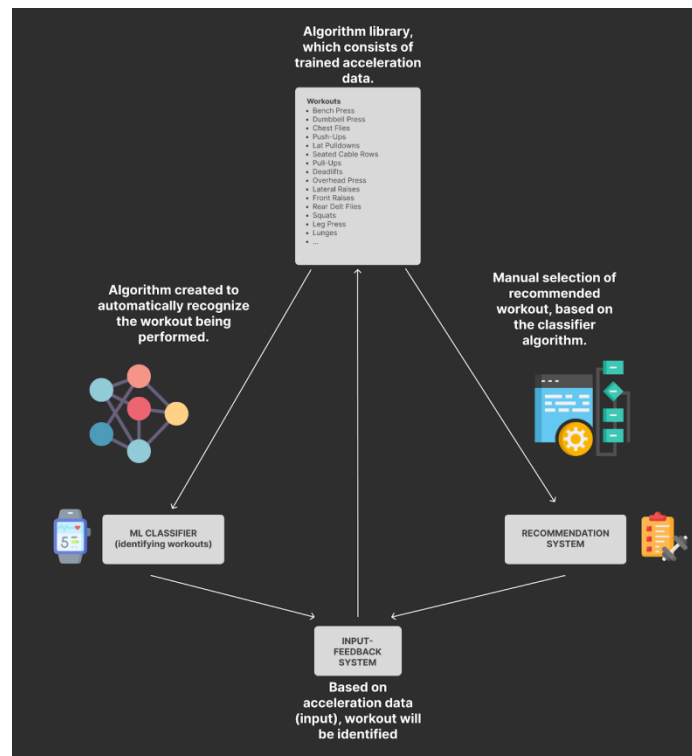 Algorithm library,
which consists of
trained acceleration
data.
Workouts
• Bench Press
• Dumbbell Press
• Chest Flies
• Push-Ups
• Lat Pulldowns
• Seated Cable Rows
• Pull-Ups
• Deadlifts
• Overhead Press
• Lateral Raises
• Front Raises
• Rear Delt Flies
• Squats
• Leg Press
• Lunges
• ...
Algorithm created to
automatically recognize
the workout being
performed.
Manual selection of
recommended
workout, based on
the classifier
algorithm.
5
ML CLASSIFIER
(identifying workouts)
RECOMMENDATION
SYSTEM
INPUT-
FEEDBACK
SYSTEM
Based on
acceleration data
(input), workout will
be identified